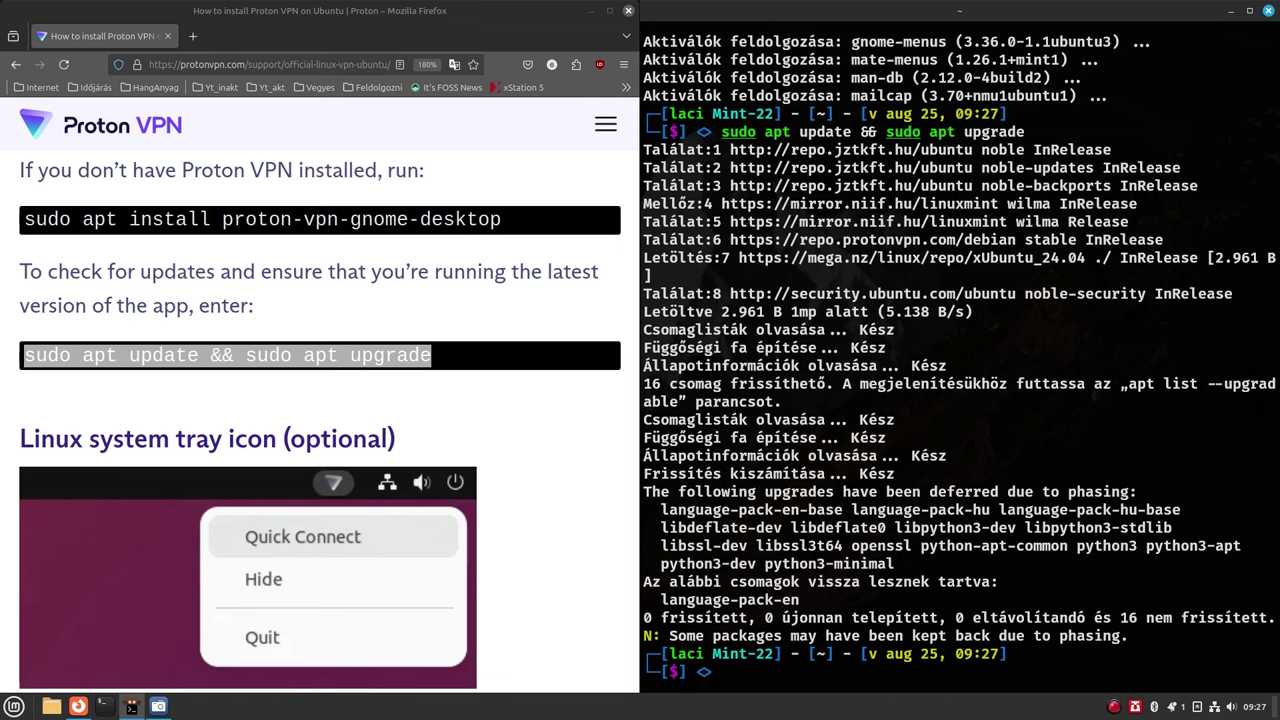 How to install Proton VPN on Ubuntu | Proton — Mozilla Firefox
How to install Proton VPN o
https://protonvpn.com/support/official-linux-vpn-ubuntu/
180%
Internet
Időjárás
HangAnyag
Yt_inakt
Yt_akt
Vegyes
Feldolgozni
It's FOSS News
xStation 5
Proton VPN
If you don't have Proton VPN installed, run:
sudo apt install proton-vpn-gnome-desktop
To check for updates and ensure that you're running the latest
version of the app, enter:
sudo apt update && sudo apt upgrade
Linux system tray icon (optional)
Quick Connect
Hide
Quit
~
Aktiválók feldolgozása: gnome-menus (3.36.0-1.1ubuntu3) ...
Aktiválók feldolgozása: mate-menus (1.26.1+mint1) ...
Aktiválók feldolgozása: man-db (2.12.0-4build2) ...
Aktiválók feldolgozása: mailcap (3.70+nmu1ubuntu1) ...
┌─[laci Mint-22] - [~] - [v aug 25, 09:27]
└─[$] <> sudo apt update && sudo apt upgrade
Találat:1 http://repo.jztkft.hu/ubuntu noble InRelease
Találat:2 http://repo.jztkft.hu/ubuntu noble-updates InRelease
Találat:3 http://repo.jztkft.hu/ubuntu noble-backports InRelease
Mellőz:4 https://mirror.niif.hu/linuxmint wilma InRelease
Találat:5 https://mirror.niif.hu/linuxmint wilma Release
Találat:6 https://repo.protonvpn.com/debian stable InRelease
Letöltés:7 https://mega.nz/linux/repo/xUbuntu_24.04 ./ InRelease [2.961 B
]
Találat:8 http://security.ubuntu.com/ubuntu noble-security InRelease
Letöltve 2.961 B 1mp alatt (5.138 B/s)
Csomaglisták olvasása... Kész
Függőségi fa építése... Kész
Állapotinformációk olvasása... Kész
16 csomag frissíthető. A megjelenítésükhöz futtassa az „apt list --upgrad
able” parancsot.
Csomaglisták olvasása... Kész
Függőségi fa építése... Kész
Állapotinformációk olvasása... Kész
Frissítés kiszámítása... Kész
The following upgrades have been deferred due to phasing:
language-pack-en-base language-pack-hu language-pack-hu-base
libdeflate-dev libdeflate0 libpython3-dev libpython3-stdlib
libssl-dev libssl3t64 openssl python-apt-common python3 python3-apt
python3-dev python3-minimal
Az alábbi csomagok vissza lesznek tartva:
language-pack-en
0 frissített, 0 újonnan telepített, 0 eltávolítandó és 16 nem frissített.
N: Some packages may have been kept back due to phasing.
┌─[laci Mint-22] - [~] - [v aug 25, 09:27]
└─[$] <>
1
09:27